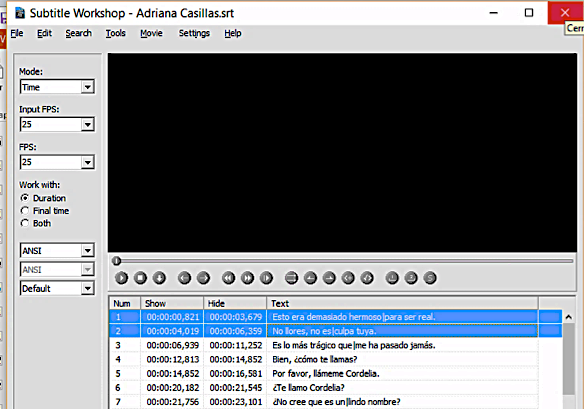 Subtitle Workshop - Adriana Casillas.srt
File Edit Search Tools Movie Settings Help
Cerr
Mode:
Time
Input FPS:
25
FPS:
25
Work with:
Duration
Final time
Both
ANSI
ANSI
Default
Num Show Hide Text
1 00:00:00,821 00:00:03,679 Esto era demasiado hermoso|para ser real.
2 00:00:04,019 00:00:06,359 No llores, no es|culpa tuya.
3 00:00:06,939 00:00:11,252 Es lo más trágico que|me ha pasado jamás.
4 00:00:12,813 00:00:14,852 Bien, ¿cómo te llamas?
5 00:00:14,852 00:00:16,581 Por favor, llámeme Cordelia.
6 00:00:20,182 00:00:21,545 ¿Te llamo Cordelia?
7 00:00:21,756 00:00:23,101 ¿No cree que es un|lindo nombre?